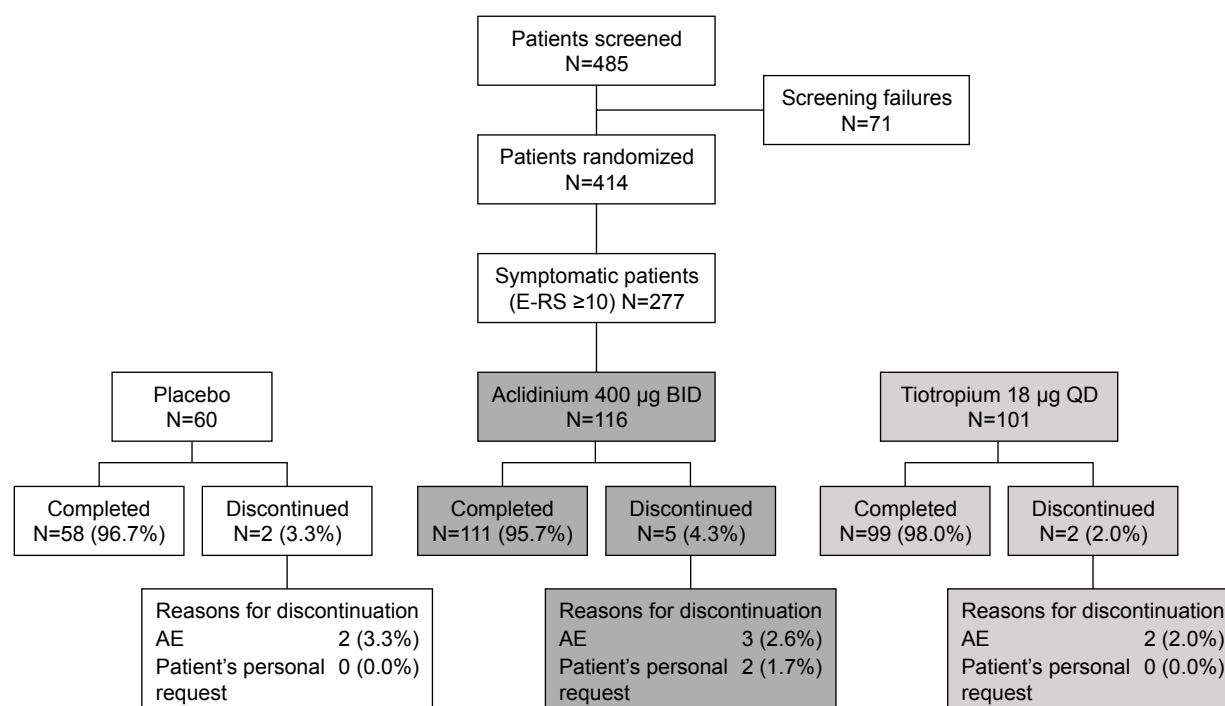 Patients screened
N=485
Screening failures
N=71
Patients randomized
N=414
Symptomatic patients
(E-RS ≥10) N=277
Placebo
N=60
Aclidinium 400 µg BID
N=116
Tiotropium 18 µg QD
N=101
Completed
N=58 (96.7%)
Discontinued
N=2 (3.3%)
Completed
N=111 (95.7%)
Discontinued
N=5 (4.3%)
Completed
N=99 (98.0%)
Discontinued
N=2 (2.0%)
Reasons for discontinuation
AE 2 (3.3%)
Patient’s personal 0 (0.0%)
request
Reasons for discontinuation
AE 3 (2.6%)
Patient’s personal 2 (1.7%)
request
Reasons for discontinuation
AE 2 (2.0%)
Patient’s personal 0 (0.0%)
request